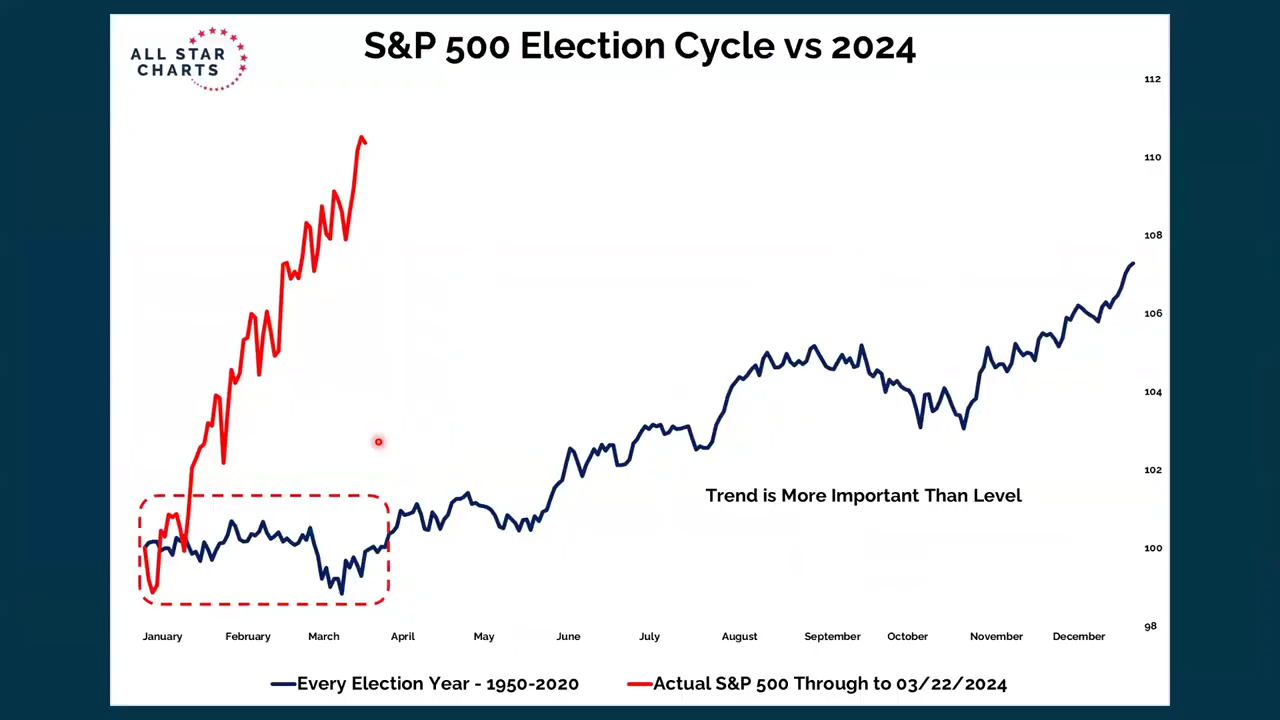 ALL STAR
CHARTS
S&P 500 Election Cycle vs 2024
112
110
108
106
104
102
Trend is More Important Than Level
100
98
January February March April May June July August September October November December
Every Election Year - 1950-2020 Actual S&P 500 Through to 03/22/2024